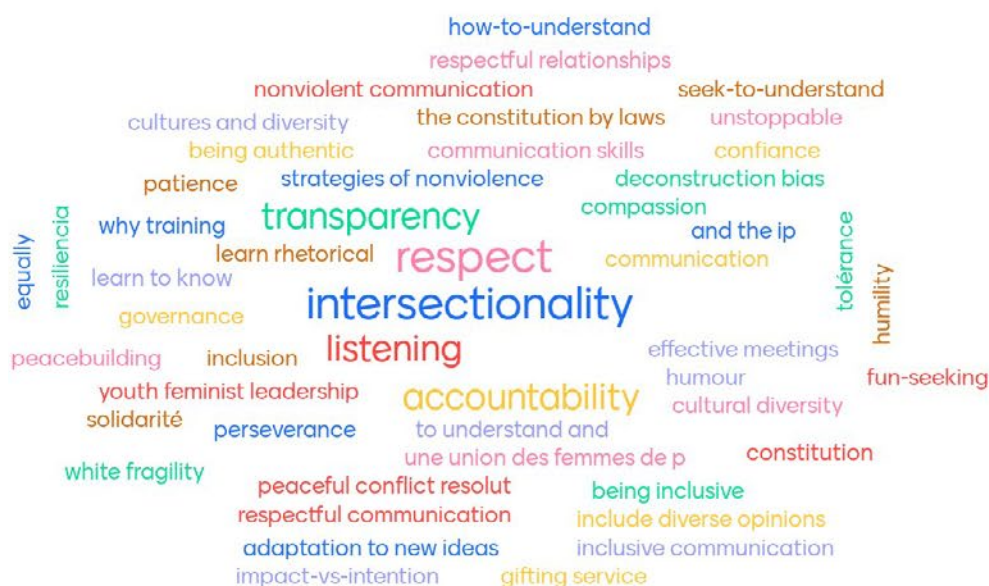 how-to-understand
respectful relationships
nonviolent communication
seek-to-understand
cultures and diversity
the constitution by laws
unstoppable
being authentic
communication skills
confiance
patience
strategies of nonviolence
deconstruction bias
compassion
transparency
why training
and the ip
equally
resiliencia
learn rhetorical
respect
communication
tolérance
humility
learn to know
intersectionality
governance
listening
effective meetings
peacebuilding
inclusion
humour
fun-seeking
youth feminist leadership
accountability
cultural diversity
solidarité
perseverance
to understand and
constitution
une union des femmes de p
white fragility
peaceful conflict resolut
being inclusive
respectful communication
include diverse opinions
adaptation to new ideas
inclusive communication
impact-vs-intention
gifting service